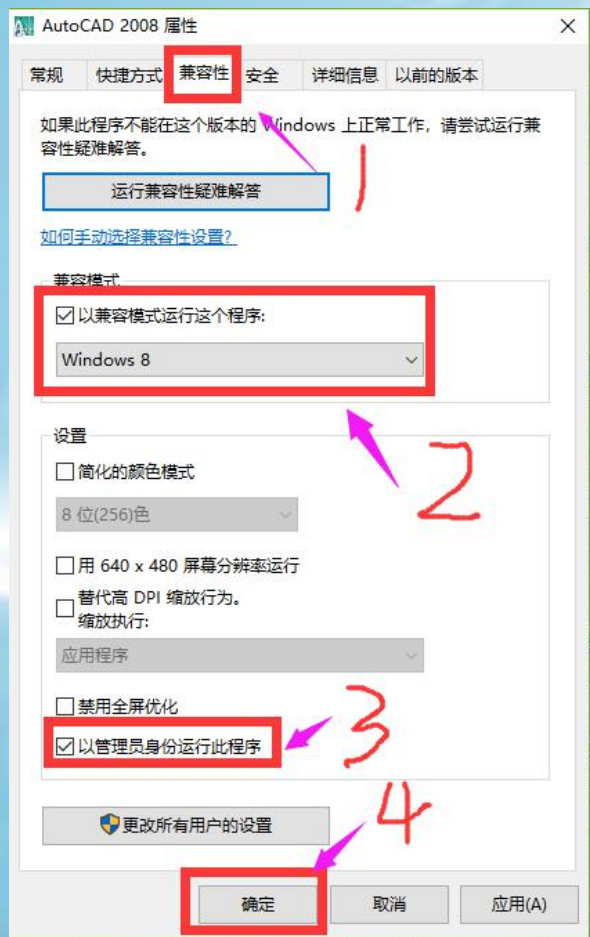 AutoCAD 2008 属性
常规 快捷方式 兼容性 安全 详细信息 以前的版本
如果此程序不能在这个版本的 Windows 上正常工作，请尝试运行兼
容性疑难解答。
1
运行兼容性疑难解答
如何手动选择兼容性设置?
兼容模式
以兼容模式运行这个程序:
Windows 8
2
设置
简化的颜色模式
8 位(256)色
用 640 x 480 屏幕分辨率运行
替代高 DPI 缩放行为。
缩放执行:
应用程序
禁用全屏优化
3
以管理员身份运行此程序
4
更改所有用户的设置
确定 取消 应用(A)